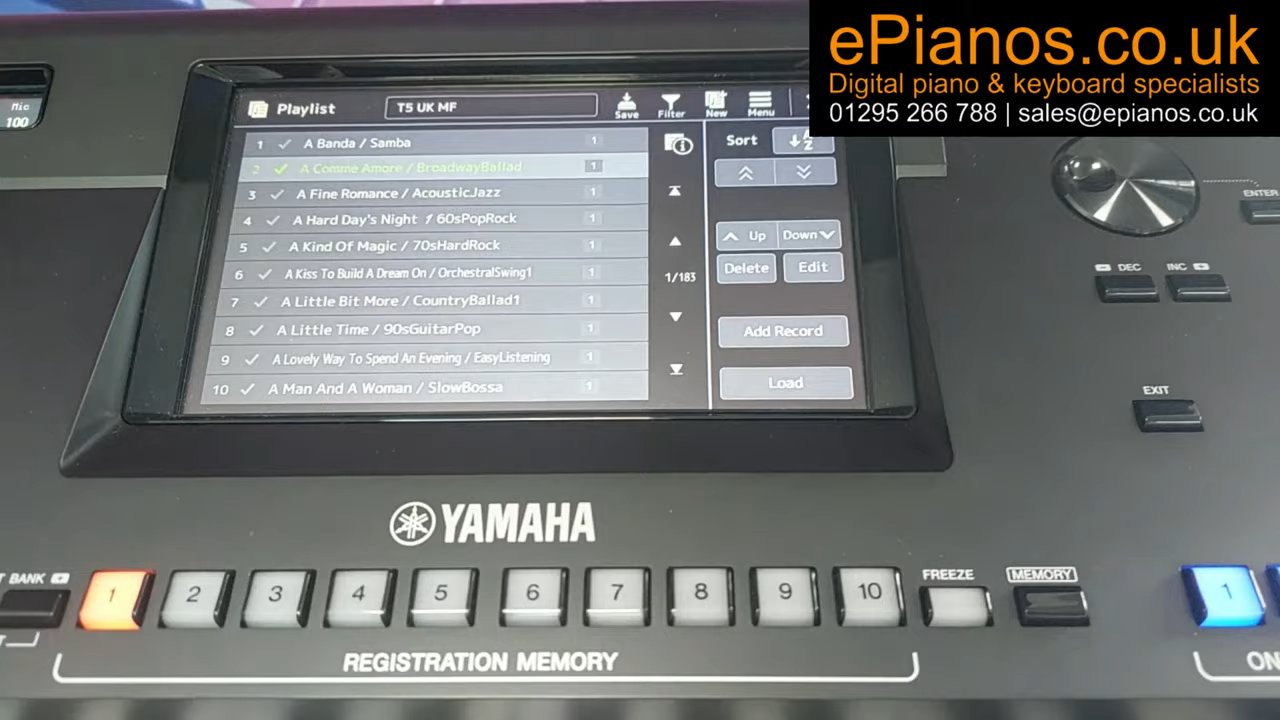 ePianos.co.uk
Digital piano & keyboard specialists
01295 266 788 | sales@epianos.co.uk
Mic
100
Playlist
T5 UK MF
Save
Filter
New
Menu
1 A Banda / Samba 1
2 A Comme Amore / BroadwayBallad 1
3 A Fine Romance / AcousticJazz 1
4 A Hard Day's Night / 60sPopRock 1
5 A Kind Of Magic / 70sHardRock 1
6 A Kiss To Build A Dream On / OrchestralSwing1 1
7 A Little Bit More / CountryBallad1 1
8 A Little Time / 90sGuitarPop 1
9 A Lovely Way To Spend An Evening / EasyListening 1
10 A Man And A Woman / SlowBossa 1
1/183
Sort
Up
Down
Delete
Edit
Add Record
Load
ENTER
DEC
INC
EXIT
YAMAHA
BANK
1
2
3
4
5
6
7
8
9
10
FREEZE
MEMORY
1
REGISTRATION MEMORY
ON